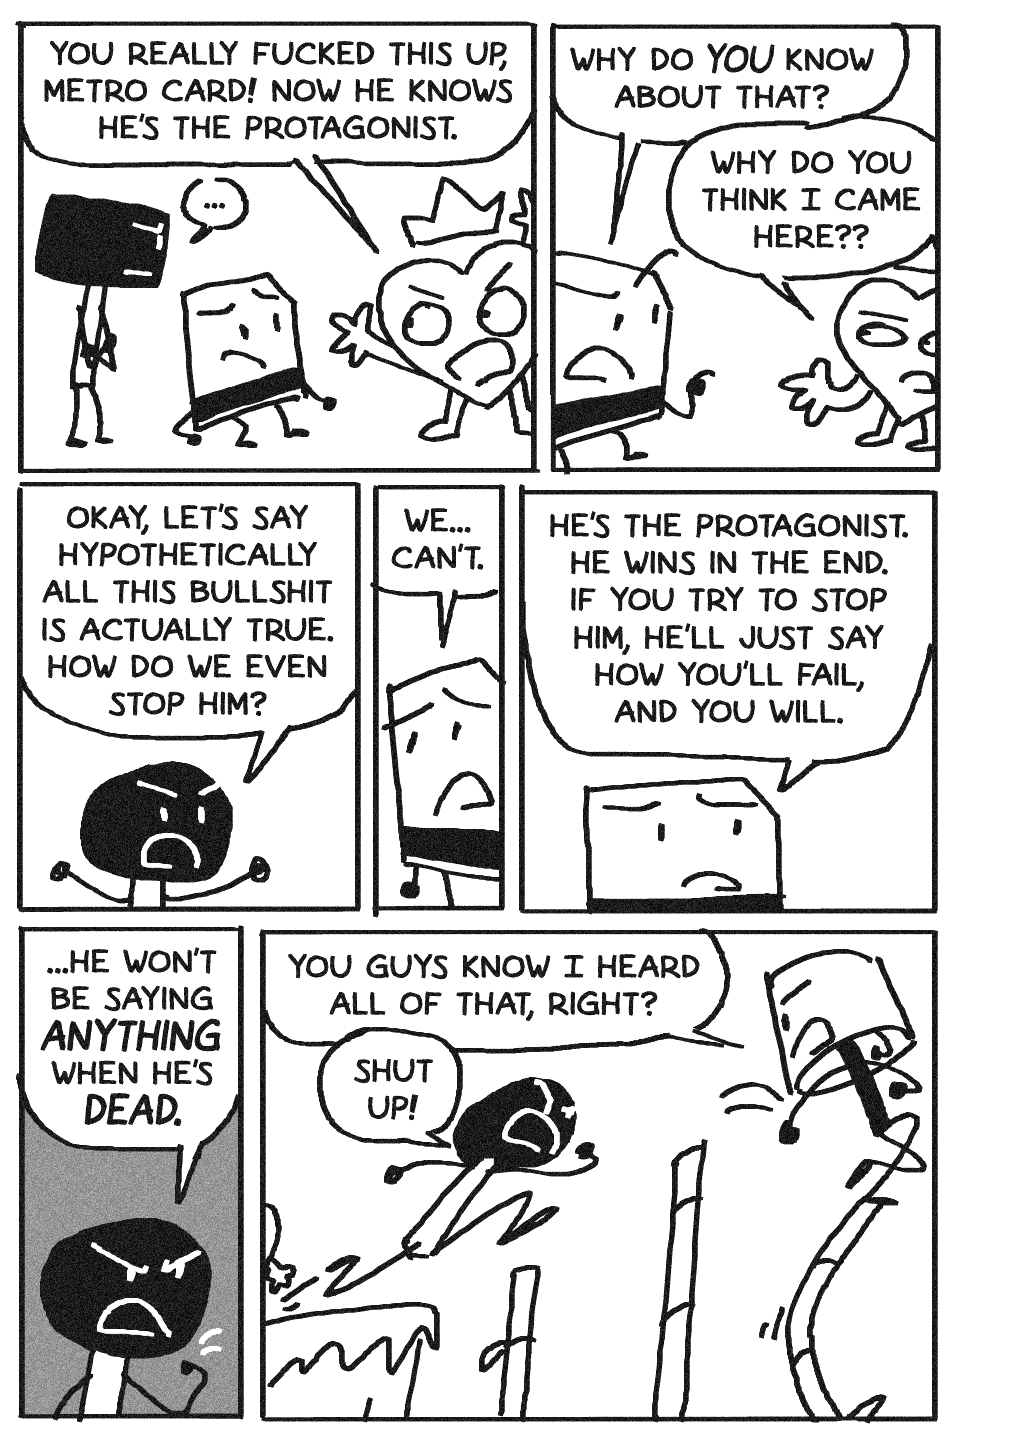 YOU REALLY FUCKED THIS UP,
METRO CARD! NOW HE KNOWS
HE'S THE PROTAGONIST.
...
WHY DO YOU KNOW
ABOUT THAT?
WHY DO YOU
THINK I CAME
HERE??
OKAY, LET'S SAY
HYPOTHETICALLY
ALL THIS BULLSHIT
IS ACTUALLY TRUE.
HOW DO WE EVEN
STOP HIM?
WE...
CAN'T.
HE'S THE PROTAGONIST.
HE WINS IN THE END.
IF YOU TRY TO STOP
HIM, HE'LL JUST SAY
HOW YOU'LL FAIL,
AND YOU WILL.
...HE WON'T
BE SAYING
ANYTHING
WHEN HE'S
DEAD.
YOU GUYS KNOW I HEARD
ALL OF THAT, RIGHT?
SHUT
UP!